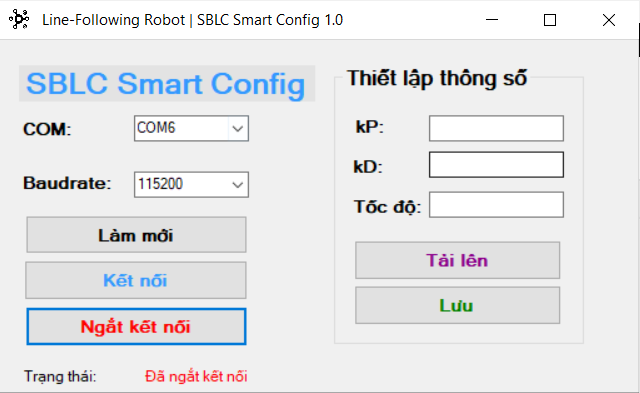 Line-Following Robot | SBLC Smart Config 1.0
SBLC Smart Config
COM:
COM6
Baudrate:
115200
Làm mới
Kết nối
Ngắt kết nối
Trạng thái:
Đã ngắt kết nối
Thiết lập thông số
kP:
kD:
Tốc độ:
Tải lên
Lưu